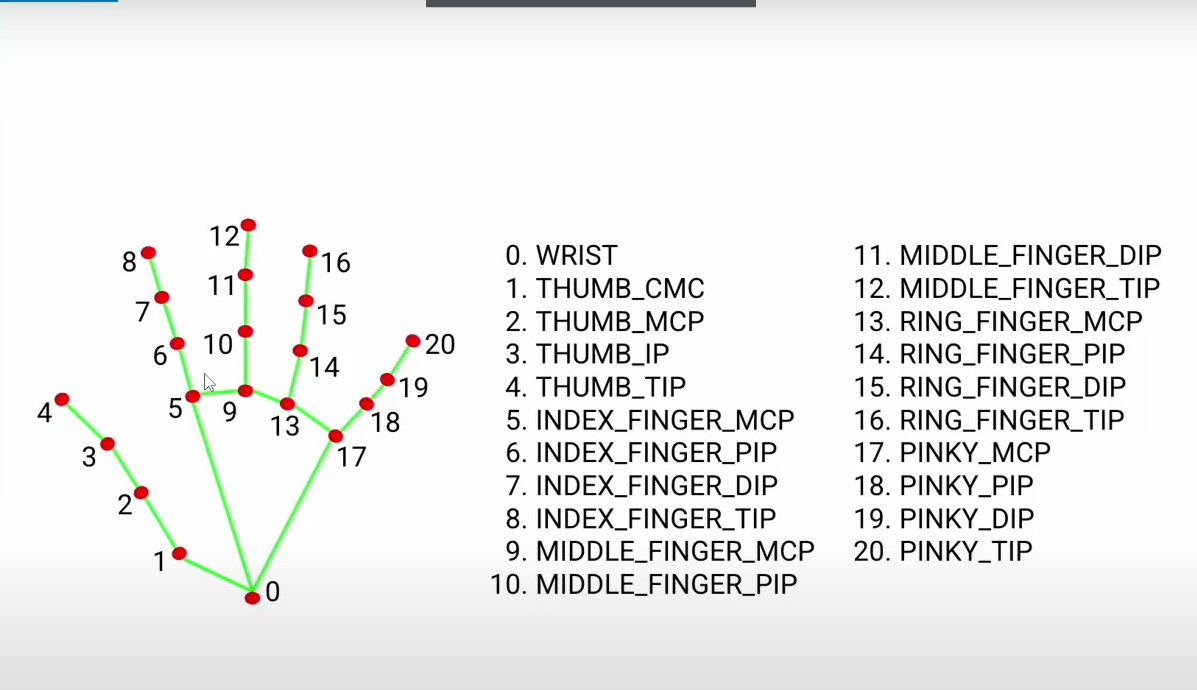 12
8
16
11
7
15
10
20
6
14
19
4
5
9
18
13
3
17
2
1
0
0. WRIST
1. THUMB_CMC
2. THUMB_MCP
3. THUMB_IP
4. THUMB_TIP
5. INDEX_FINGER_MCP
6. INDEX_FINGER_PIP
7. INDEX_FINGER_DIP
8. INDEX_FINGER_TIP
9. MIDDLE_FINGER_MCP
10. MIDDLE_FINGER_PIP
11. MIDDLE_FINGER_DIP
12. MIDDLE_FINGER_TIP
13. RING_FINGER_MCP
14. RING_FINGER_PIP
15. RING_FINGER_DIP
16. RING_FINGER_TIP
17. PINKY_MCP
18. PINKY_PIP
19. PINKY_DIP
20. PINKY_TIP